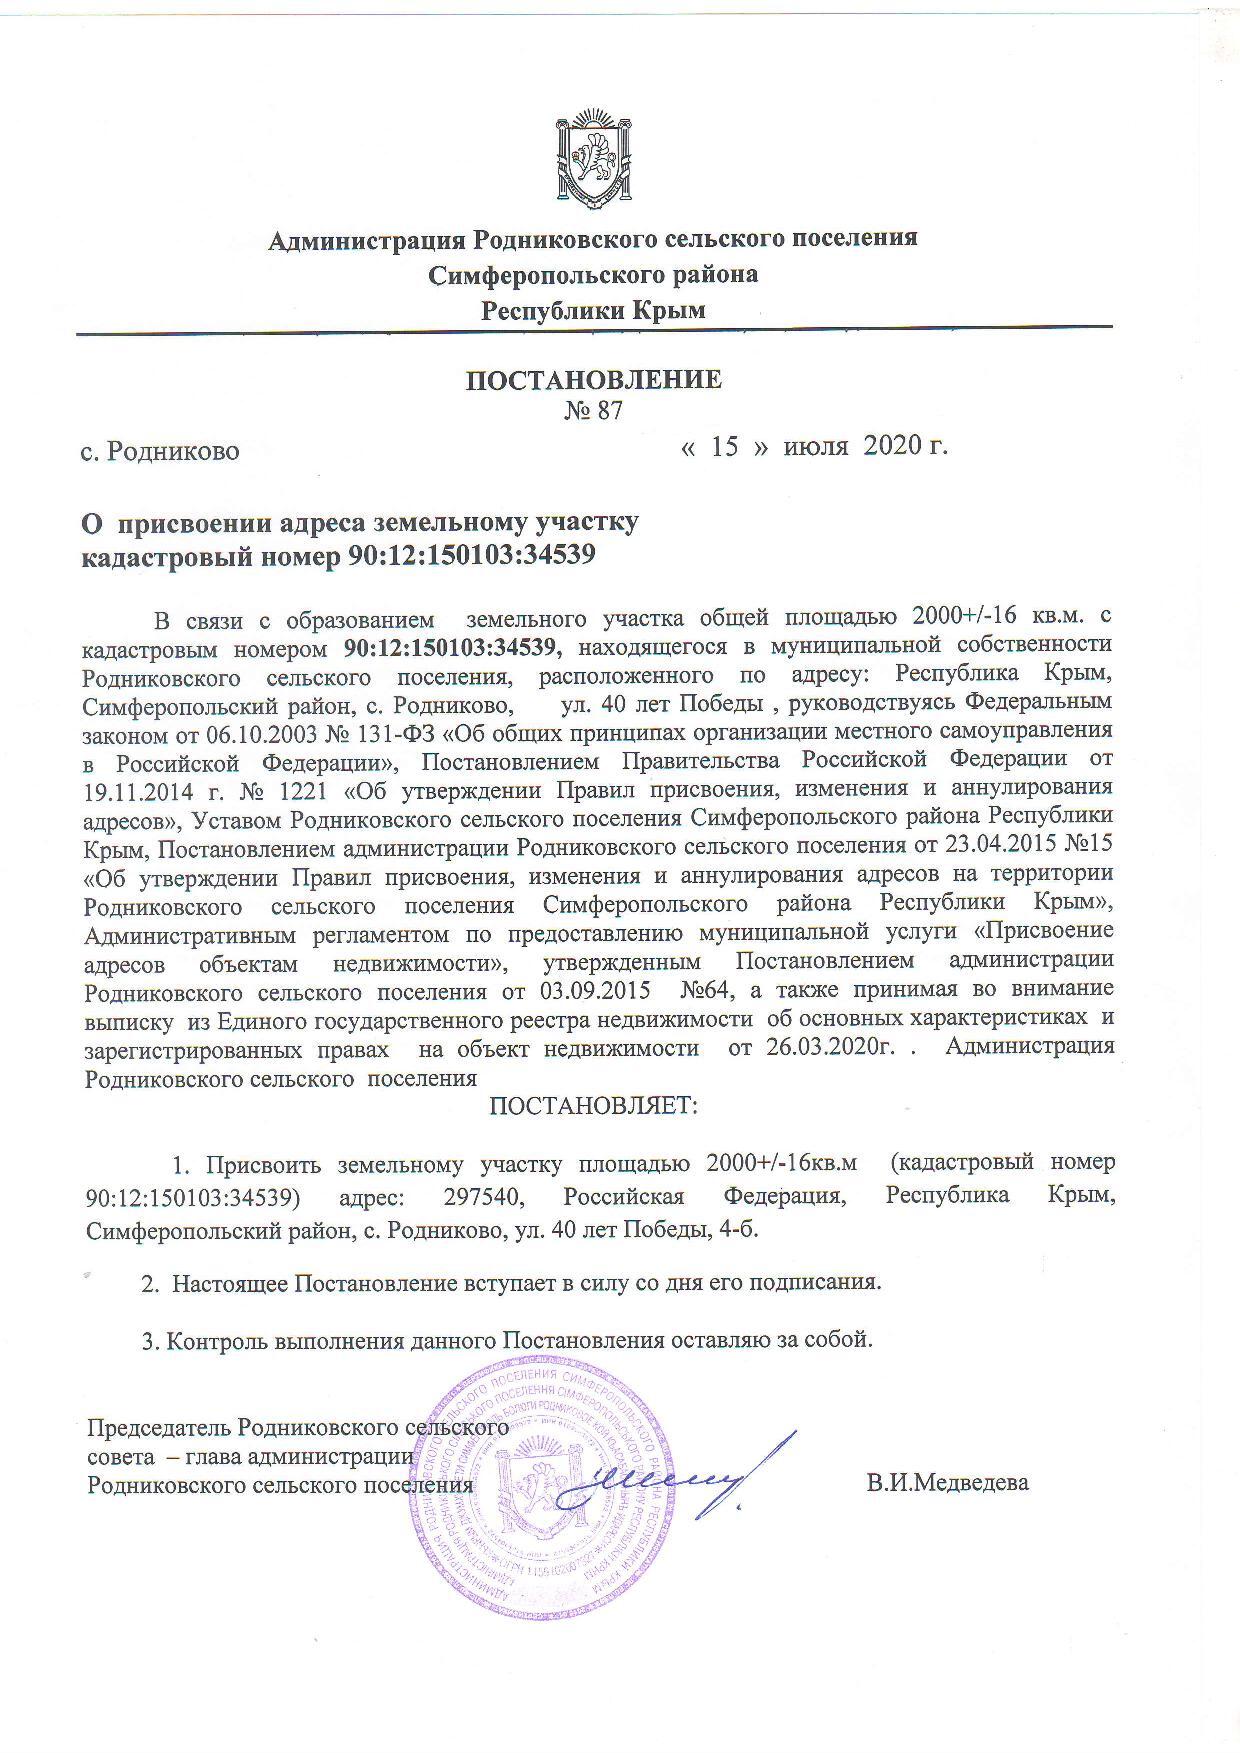 Администрация Родниковского сельского поселения
Симферопольского района
Республики Крым
ПОСТАНОВЛЕНИЕ
№ 87
с. Родниково « 15 » июля 2020 г.
О присвоении адреса земельному участку
кадастровый номер 90:12:150103:34539
В связи с образованием земельного участка общей площадью 2000+/-16 кв.м. с
кадастровым номером 90:12:150103:34539, находящегося в муниципальной собственности
Родниковского сельского поселения, расположенного по адресу: Республика Крым,
Симферопольский район, с. Родниково, ул. 40 лет Победы , руководствуясь Федеральным
законом от 06.10.2003 № 131-ФЗ «Об общих принципах организации местного самоуправления
в Российской Федерации», Постановлением Правительства Российской Федерации от
19.11.2014 г. № 1221 «Об утверждении Правил присвоения, изменения и аннулирования
адресов», Уставом Родниковского сельского поселения Симферопольского района Республики
Крым, Постановлением администрации Родниковского сельского поселения от 23.04.2015 №15
«Об утверждении Правил присвоения, изменения и аннулирования адресов на территории
Родниковского сельского поселения Симферопольского района Республики Крым»,
Административным регламентом по предоставлению муниципальной услуги «Присвоение
адресов объектам недвижимости», утвержденным Постановлением администрации
Родниковского сельского поселения от 03.09.2015 №64, а также принимая во внимание
выписку из Единого государственного реестра недвижимости об основных характеристиках и
зарегистрированных правах на объект недвижимости от 26.03.2020г. . Администрация
Родниковского сельского поселения
ПОСТАНОВЛЯЕТ:
1. Присвоить земельному участку площадью 2000+/-16кв.м (кадастровый номер
90:12:150103:34539) адрес: 297540, Российская Федерация, Республика Крым,
Симферопольский район, с. Родниково, ул. 40 лет Победы, 4-б.
2. Настоящее Постановление вступает в силу со дня его подписания.
3. Контроль выполнения данного Постановления оставляю за собой.
Председатель Родниковского сельского
совета – глава администрации
Родниковского сельского поселения В.И.Медведева